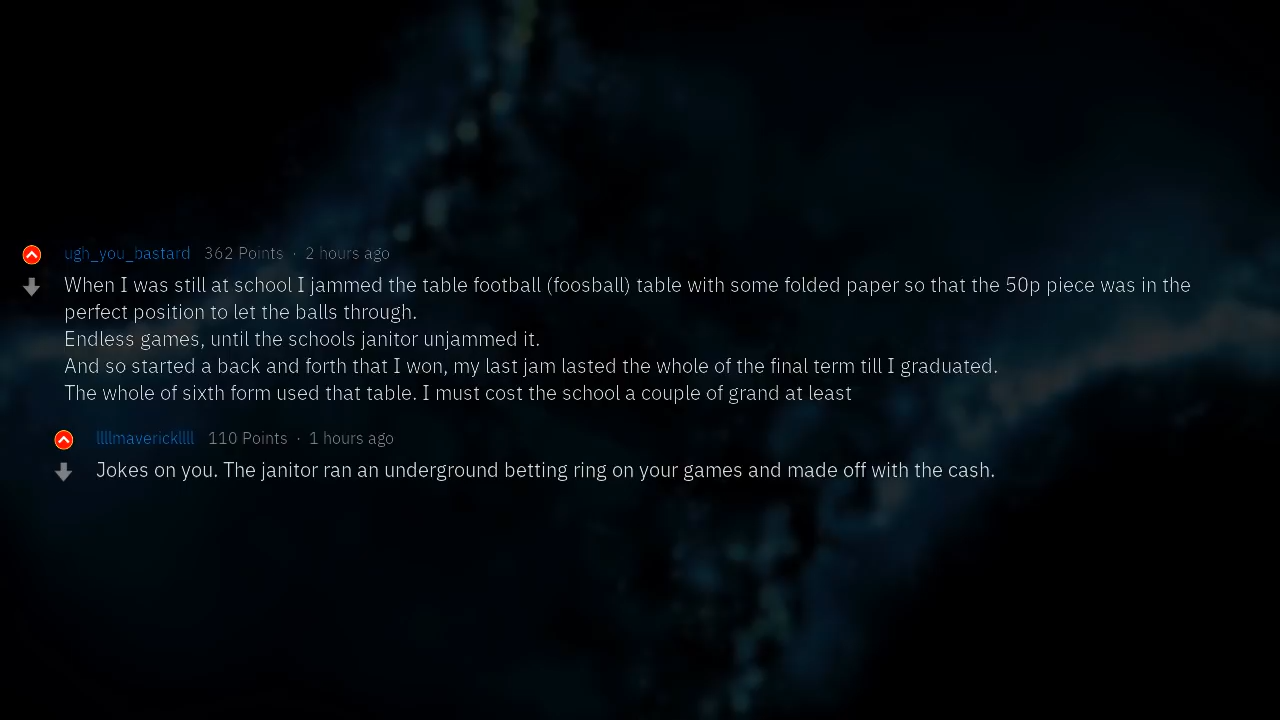 ugh_you_bastard 362 Points · 2 hours ago
When I was still at school I jammed the table football (foosball) table with some folded paper so that the 50p piece was in the
perfect position to let the balls through.
Endless games, until the schools janitor unjammed it.
And so started a back and forth that I won, my last jam lasted the whole of the final term till I graduated.
The whole of sixth form used that table. I must cost the school a couple of grand at least
llllmaverickllll 110 Points · 1 hours ago
Jokes on you. The janitor ran an underground betting ring on your games and made off with the cash.